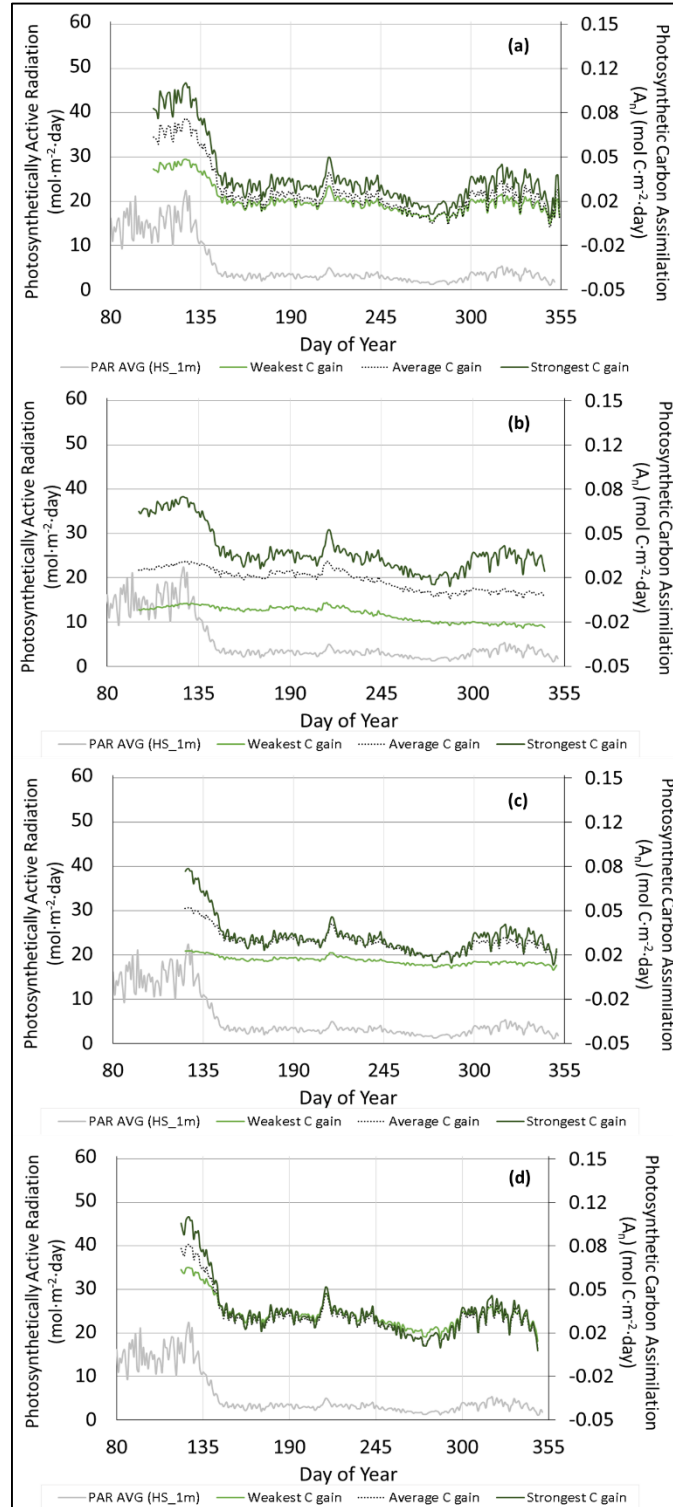 (a)
Photosynthetically Active Radiation
(mol·m⁻²·day)
60
50
40
30
20
10
0
0.15
0.12
0.08
0.05
0.02
-0.02
-0.05
Photosynthetic Carbon Assimilation
(Aₙ) (mol C·m⁻²·day)
80 135 190 245 300 355
Day of Year
PAR AVG (HS_1m) Weakest C gain Average C gain Strongest C gain
(b)
Photosynthetically Active Radiation
(mol·m⁻²·day)
60
50
40
30
20
10
0
0.15
0.12
0.08
0.05
0.02
-0.02
-0.05
Photosynthetic Carbon Assimilation
(Aₙ) (mol C·m⁻²·day)
80 135 190 245 300 355
Day of Year
PAR AVG (HS_1m) Weakest C gain Average C gain Strongest C gain
(c)
Photosynthetically Active Radiation
(mol·m⁻²·day)
60
50
40
30
20
10
0
0.15
0.12
0.08
0.05
0.02
-0.02
-0.05
Photosynthetic Carbon Assimilation
(Aₙ) (mol C·m⁻²·day)
80 135 190 245 300 355
Day of Year
PAR AVG (HS_1m) Weakest C gain Average C gain Strongest C gain
(d)
Photosynthetically Active Radiation
(mol·m⁻²·day)
60
50
40
30
20
10
0
0.15
0.12
0.08
0.05
0.02
-0.02
-0.05
Photosynthetic Carbon Assimilation
(Aₙ) (mol C·m⁻²·day)
80 135 190 245 300 355
Day of Year
PAR AVG (HS_1m) Weakest C gain Average C gain Strongest C gain